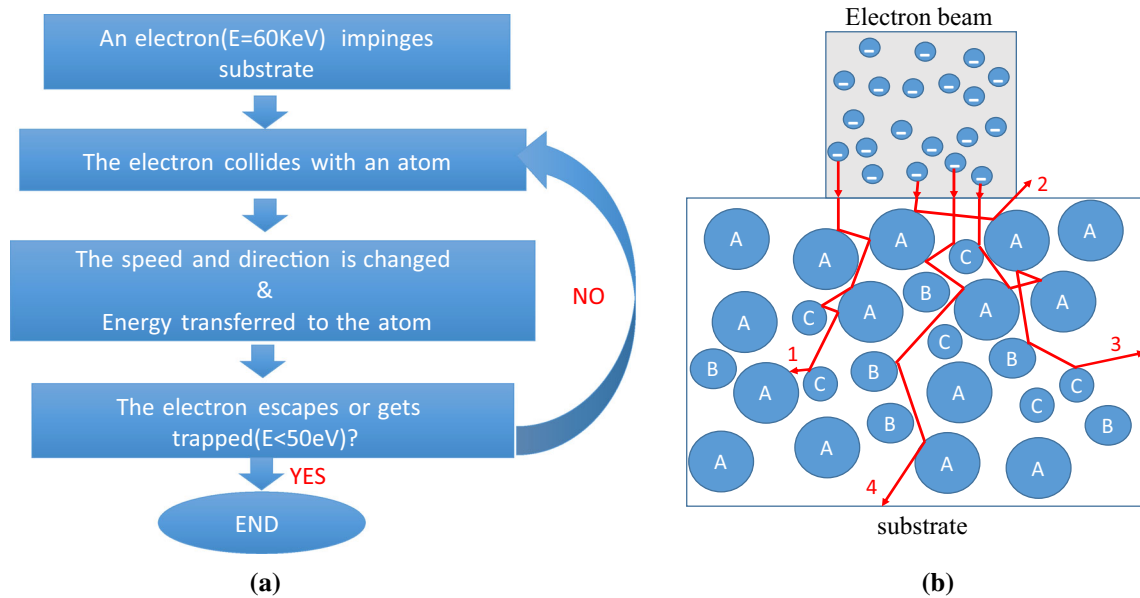 An electron(E=60KeV) impinges
substrate
The electron collides with an atom
The speed and direction is changed
&
Energy transferred to the atom
NO
The electron escapes or gets
trapped(E<50eV)?
YES
END
(a)
Electron beam
2
A
A
A
A
A
C
A
B
A
A
A
C
C
1
3
B
A
C
B
A
B
C
C
B
B
A
A
A
A
4
substrate
(b)